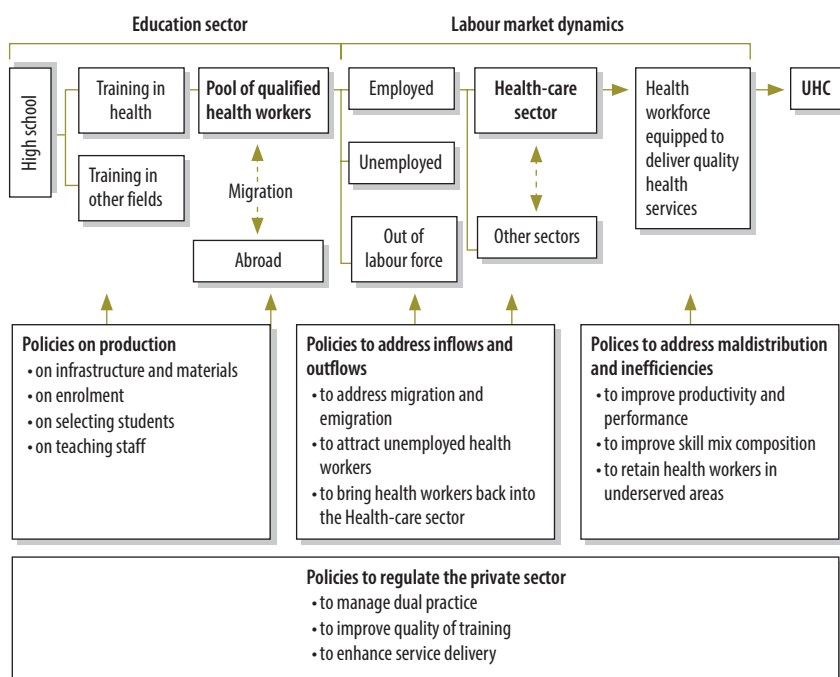 Education sector
Labour market dynamics
High school
Training in
health
Training in
other fields
Pool of qualified
health workers
Migration
Abroad
Employed
Unemployed
Out of
labour force
Health-care
sector
Other sectors
Health
workforce
equipped to
deliver quality
health
services
UHC
Policies on production
• on infrastructure and materials
• on enrolment
• on selecting students
• on teaching staff
Policies to address inflows and
outflows
• to address migration and
emigration
• to attract unemployed health
workers
• to bring health workers back into
the Health-care sector
Polices to address maldistribution
and inefficiencies
• to improve productivity and
performance
• to improve skill mix composition
• to retain health workers in
underserved areas
Policies to regulate the private sector
• to manage dual practice
• to improve quality of training
• to enhance service delivery